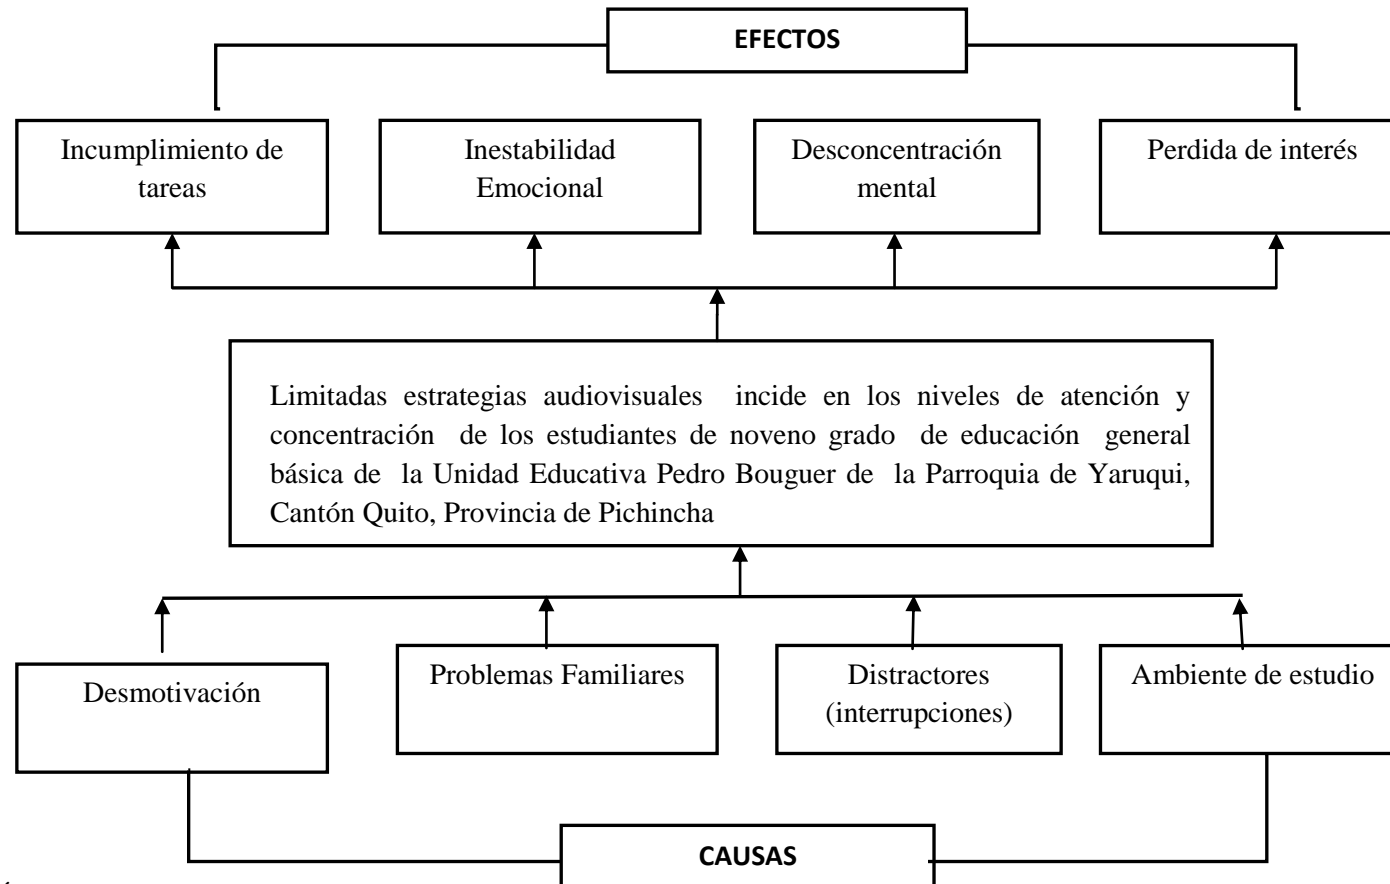 EFECTOS
Incumplimiento de
tareas
Inestabilidad
Emocional
Desconcentración
mental
Perdida de interés
Limitadas estrategias audiovisuales incide en los niveles de atención y
concentración de los estudiantes de noveno grado de educación general
básica de la Unidad Educativa Pedro Bouguer de la Parroquia de Yaruqui,
Cantón Quito, Provincia de Pichincha
Desmotivación
Problemas Familiares
Distractores
(interrupciones)
Ambiente de estudio
CAUSAS